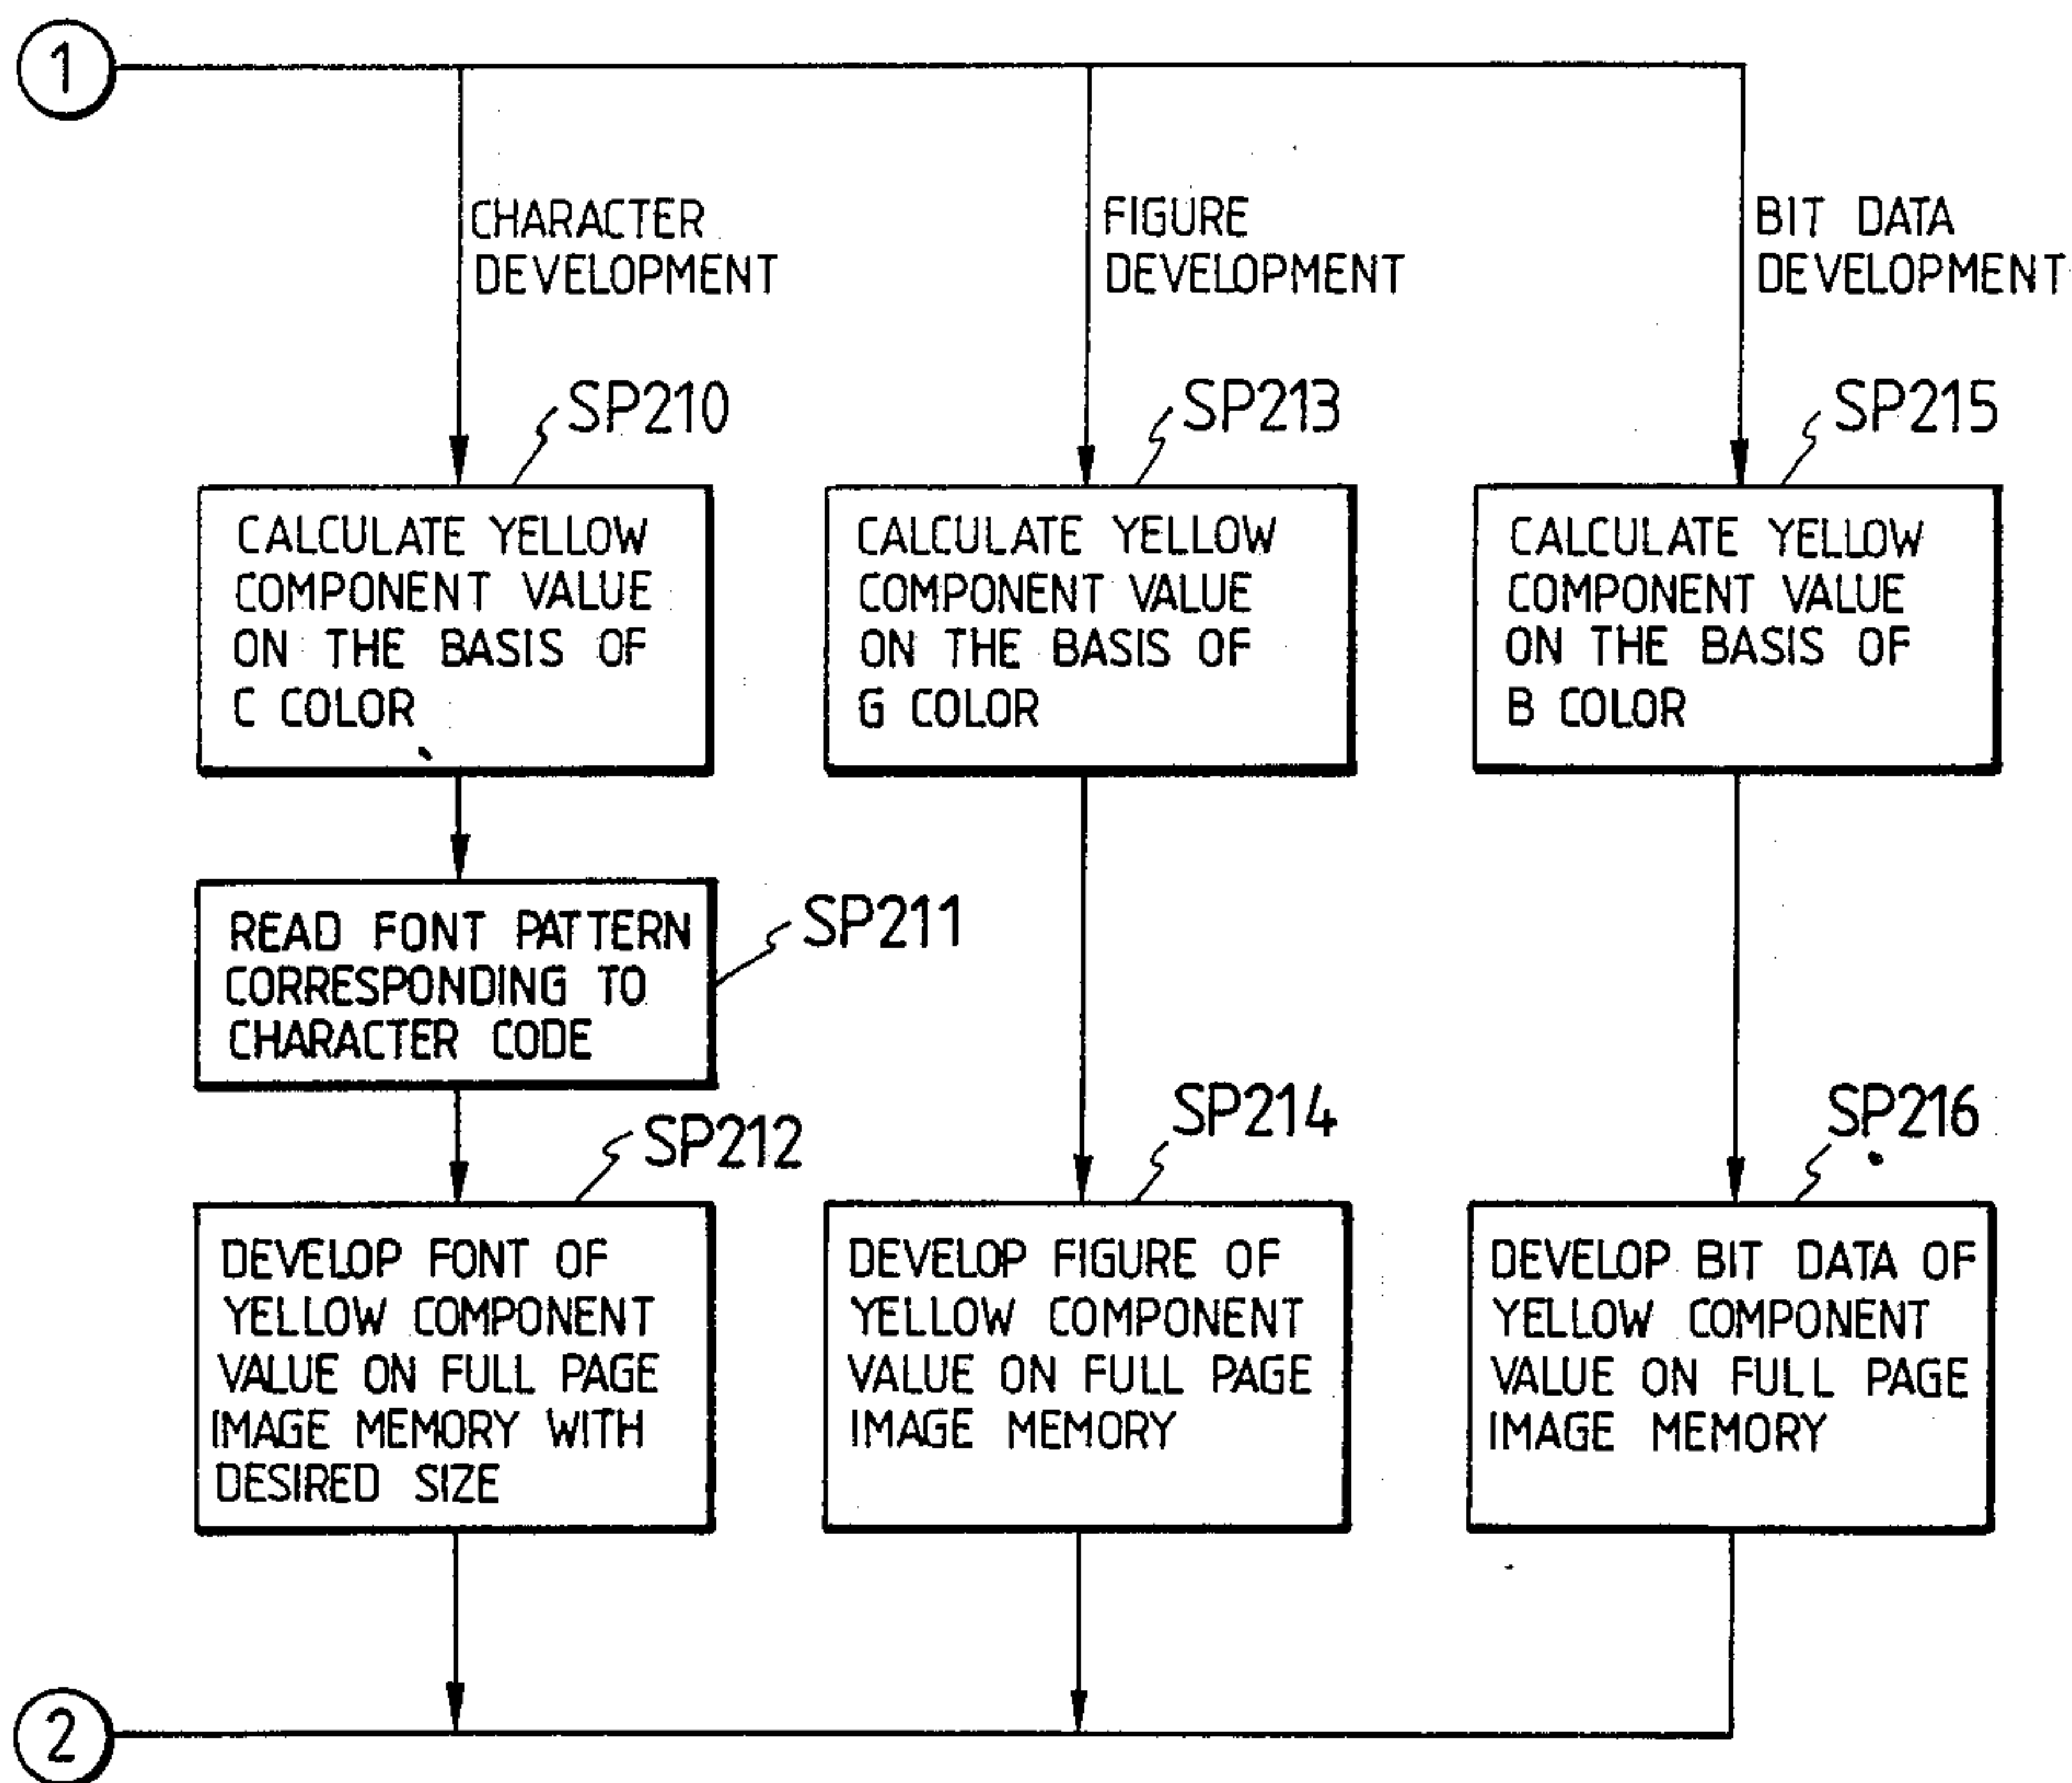 1
CHARACTER
DEVELOPMENT
FIGURE
DEVELOPMENT
BIT DATA
DEVELOPMENT
SP210
CALCULATE YELLOW
COMPONENT VALUE
ON THE BASIS OF
C COLOR
SP213
CALCULATE YELLOW
COMPONENT VALUE
ON THE BASIS OF
G COLOR
SP215
CALCULATE YELLOW
COMPONENT VALUE
ON THE BASIS OF
B COLOR
SP211
READ FONT PATTERN
CORRESPONDING TO
CHARACTER CODE
SP212
DEVELOP FONT OF
YELLOW COMPONENT
VALUE ON FULL PAGE
IMAGE MEMORY WITH
DESIRED SIZE
SP214
DEVELOP FIGURE OF
YELLOW COMPONENT
VALUE ON FULL PAGE
IMAGE MEMORY
SP216
DEVELOP BIT DATA OF
YELLOW COMPONENT
VALUE ON FULL PAGE
IMAGE MEMORY
2